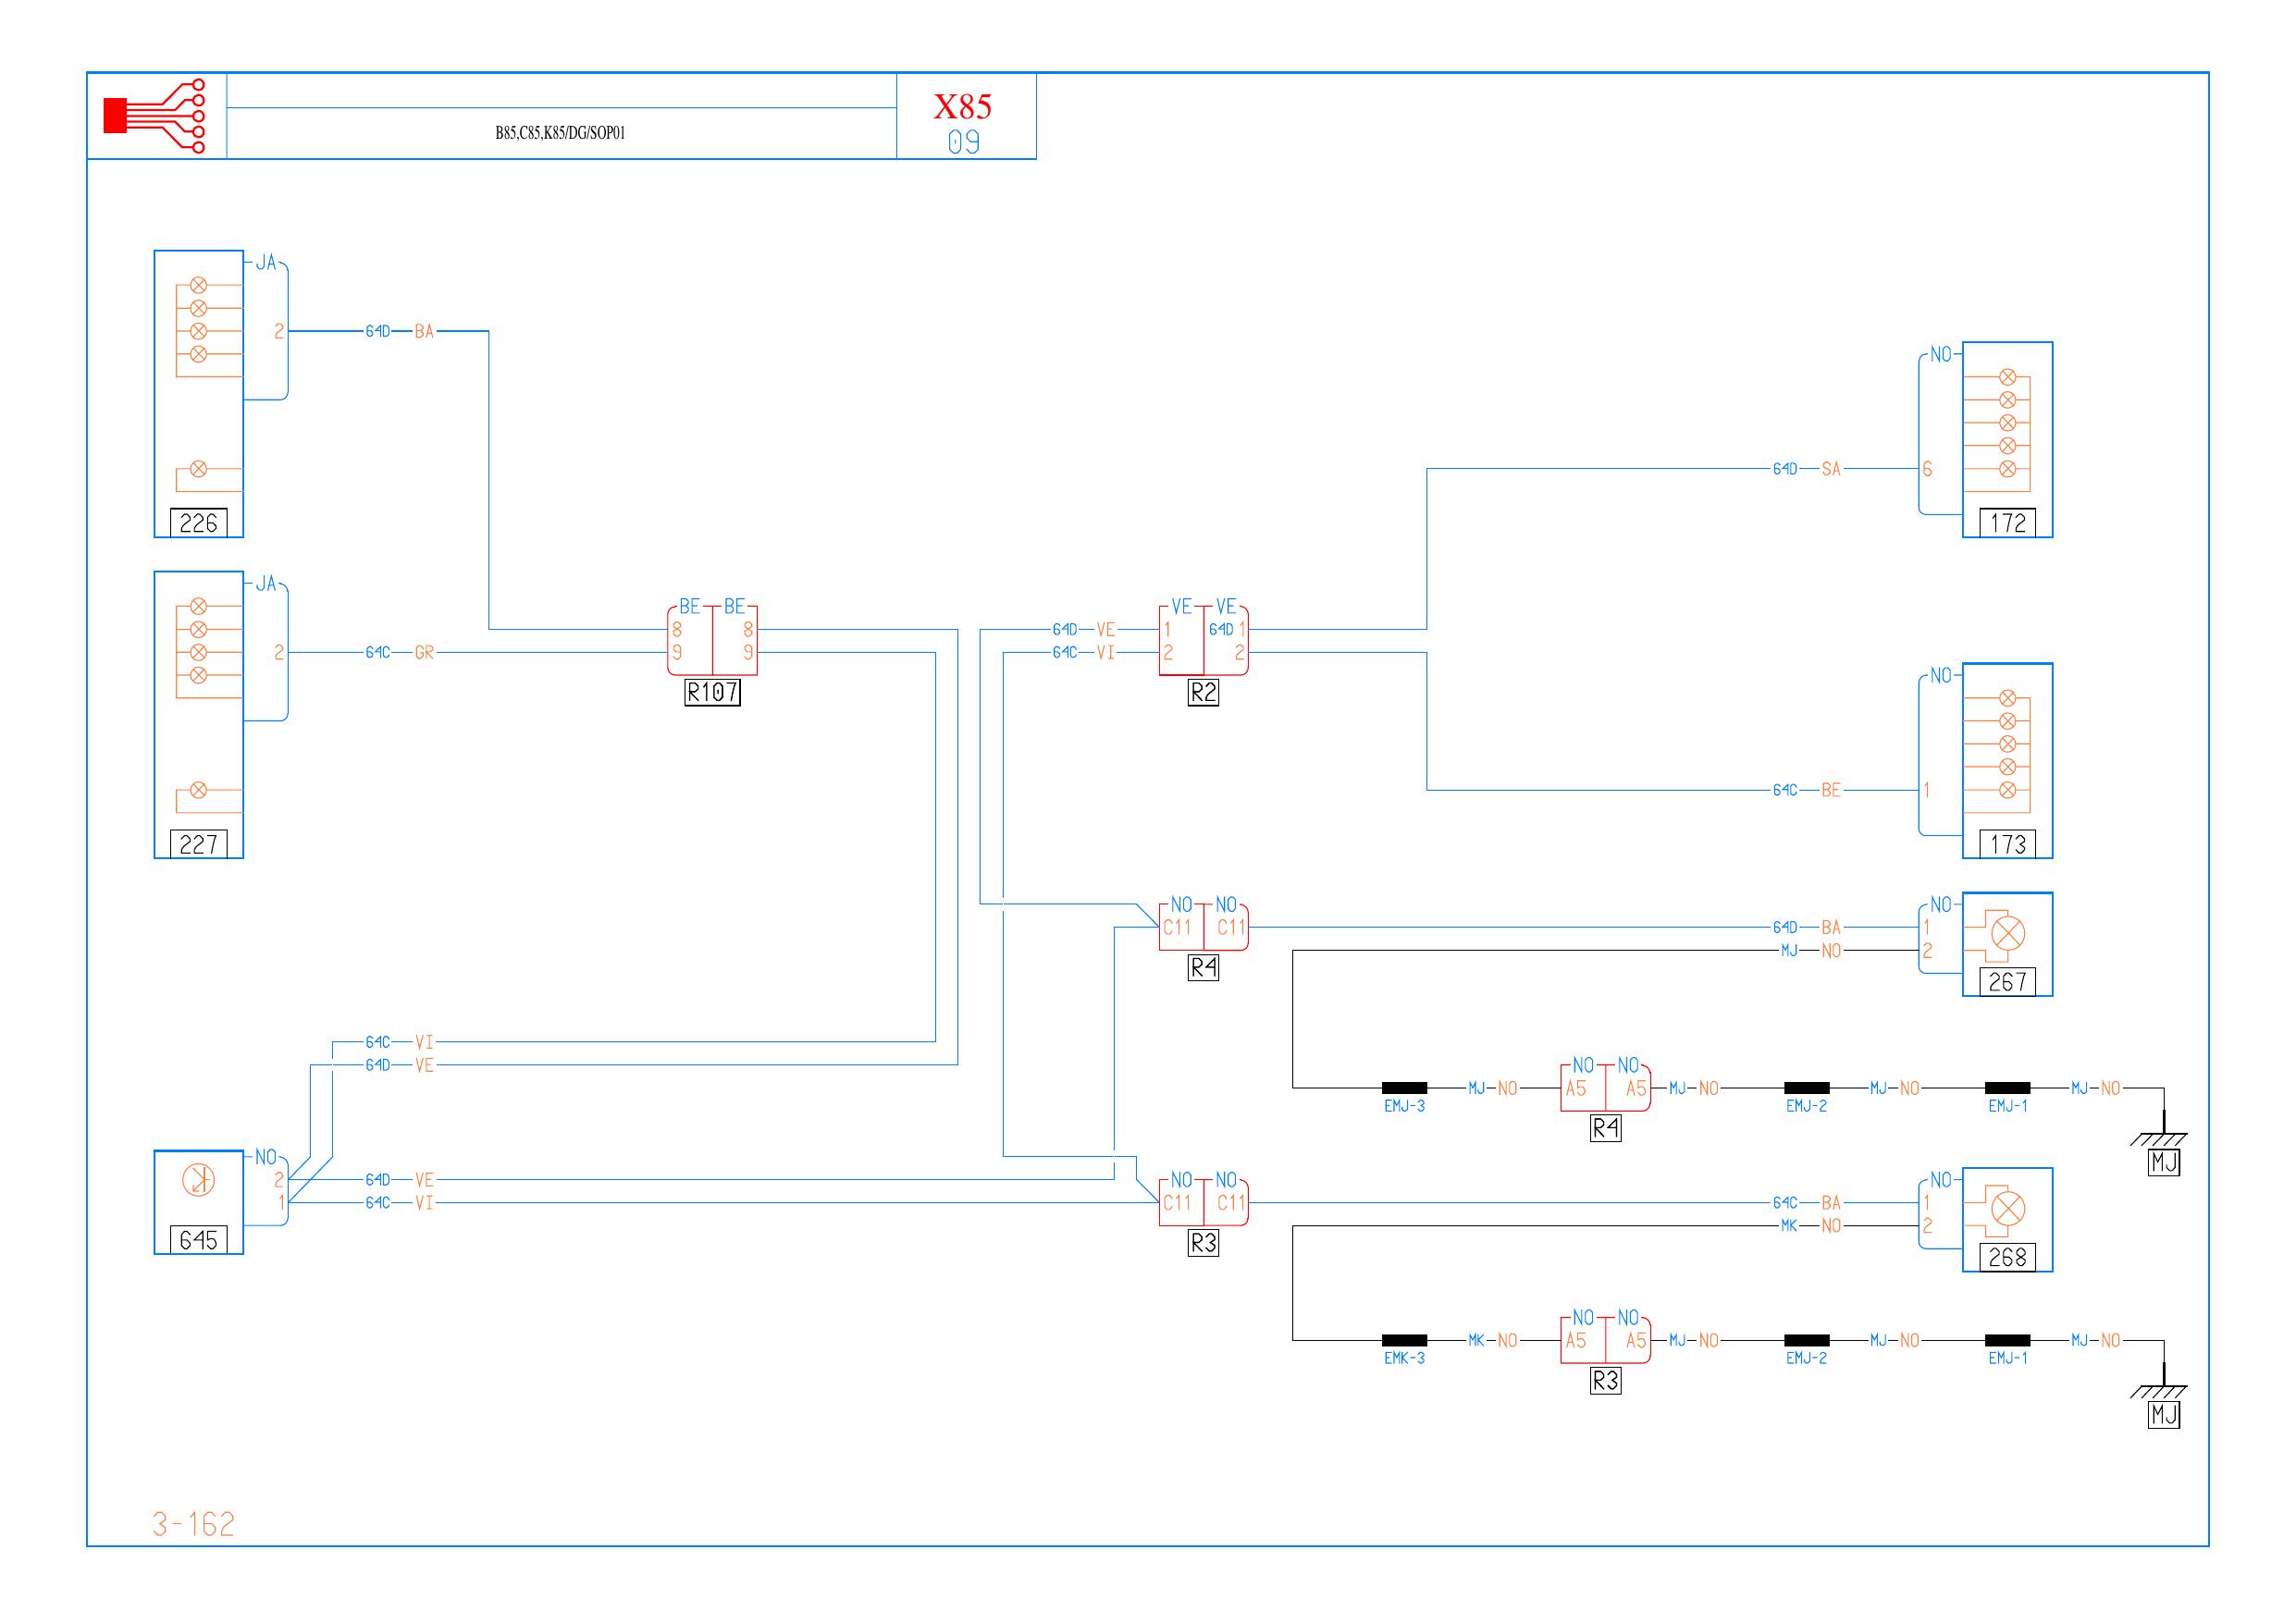 X85
B85,C85,K85/DG/SOP01
09
JA
2 64D BA
226
NO
6 64D SA
172
JA
2 64C GR
227
BE BE
8 8
9 9
R107
VE VE
64D VE 1 64D 1
64C VI 2 2
R2
NO
64C BE 1
173
NO NO
C11 C11
R4
NO
64D BA 1
MJ NO 2
267
64C VI
64D VE
NO NO
EMJ-3 MJ NO A5 A5 MJ NO EMJ-2 MJ NO EMJ-1 MJ NO
R4
MJ
NO
2 64D VE
1 64C VI
645
NO NO
C11 C11
R3
NO
64C BA 1
MK NO 2
268
NO NO
EMK-3 MK NO A5 A5 MJ NO EMJ-2 MJ NO EMJ-1 MJ NO
R3
MJ
3-162